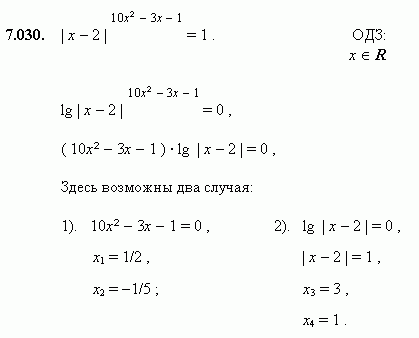 7.030. | x – 2 |^(10x² – 3x – 1) = 1 . ОДЗ:
x ∈ R
lg | x – 2 |^(10x² – 3x – 1) = 0 ,
( 10x² – 3x – 1 ) · lg | x – 2 | = 0 ,
Здесь возможны два случая:
1). 10x² – 3x – 1 = 0 , 2). lg | x – 2 | = 0 ,
x₁ = 1/2 , | x – 2 | = 1 ,
x₂ = –1/5 ; x₃ = 3 ,
x₄ = 1 .